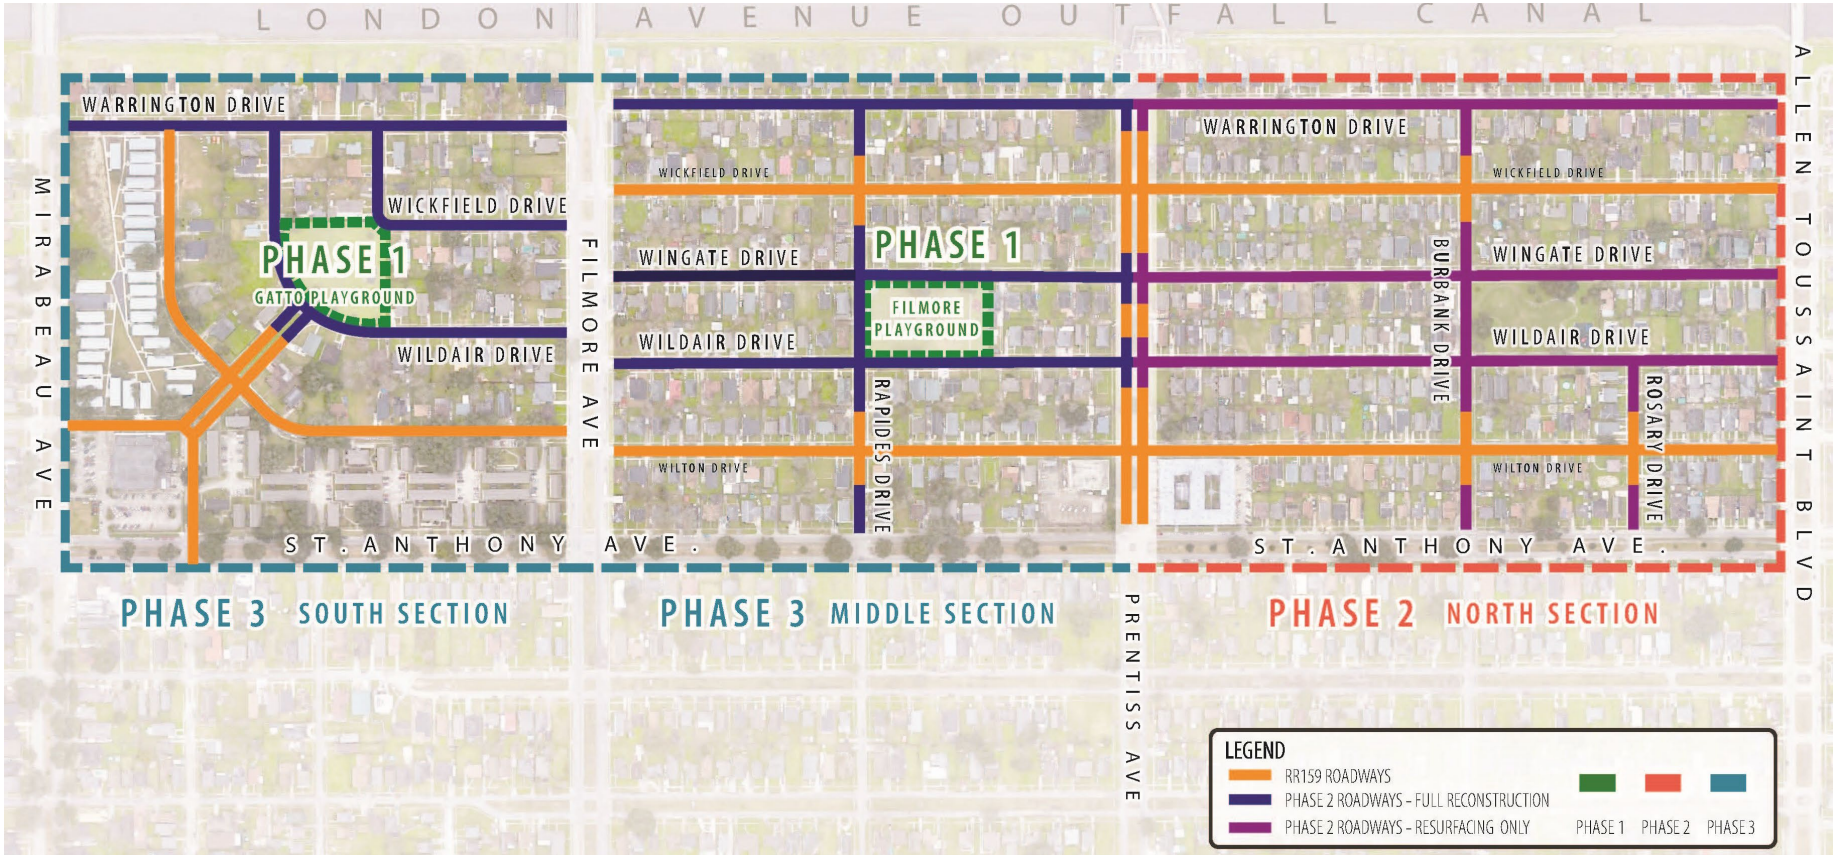 LONDON AVENUE OUTFALL CANAL
WARRINGTON DRIVE
WARRINGTON DRIVE
WICKFIELD DRIVE
WICKFIELD DRIVE
WICKFIELD DRIVE
PHASE 1
GATTO PLAYGROUND
WILDAIR DRIVE
WINGATE DRIVE
PHASE 1
FILMORE
PLAYGROUND
WILDAIR DRIVE
WINGATE DRIVE
WILDAIR DRIVE
WILTON DRIVE
WILTON DRIVE
MIRABEAU AVE
FILMORE AVE
RAPIDES DRIVE
BURBANK DRIVE
ROSARY DRIVE
ALLEN TOUSSAINT BLVD
ST. ANTHONY AVE.
ST. ANTHONY AVE.
PHASE 3 SOUTH SECTION
PHASE 3 MIDDLE SECTION
PHASE 2 NORTH SECTION
PRENTISS AVE
LEGEND
RR159 ROADWAYS
PHASE 2 ROADWAYS – FULL RECONSTRUCTION
PHASE 2 ROADWAYS – RESURFACING ONLY
PHASE 1 PHASE 2 PHASE 3